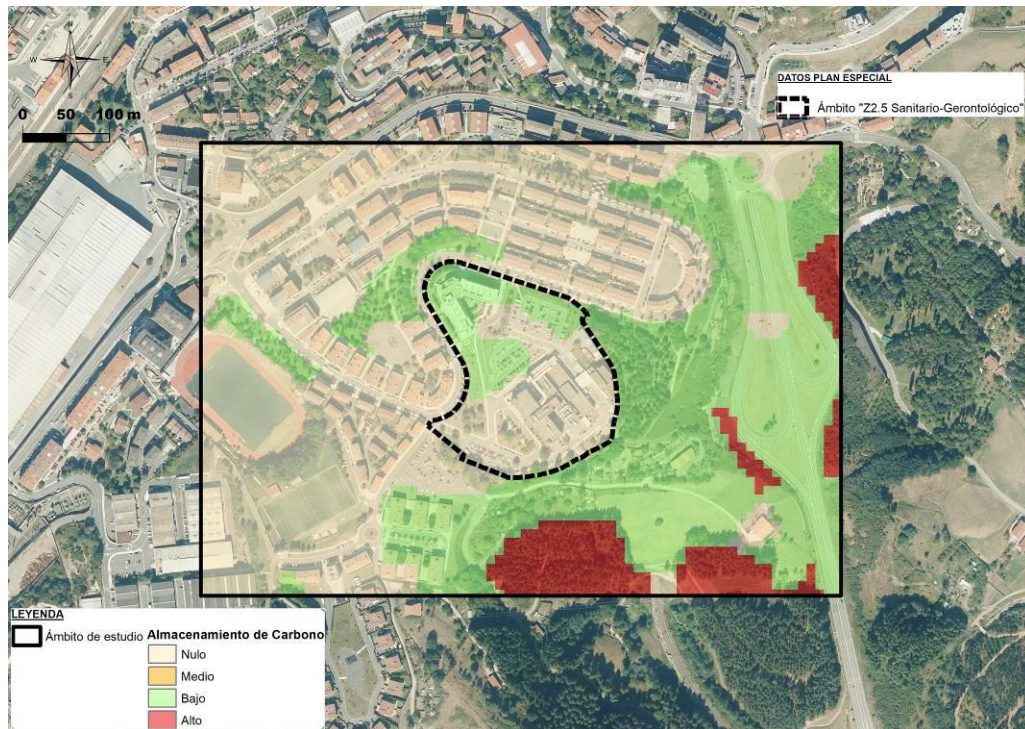 N
W E
S
0 50 100 m
DATOS PLAN ESPECIAL
Ámbito "Z2.5 Sanitario-Gerontológico"
LEYENDA
Ámbito de estudio
Almacenamiento de Carbono
Nulo
Medio
Bajo
Alto